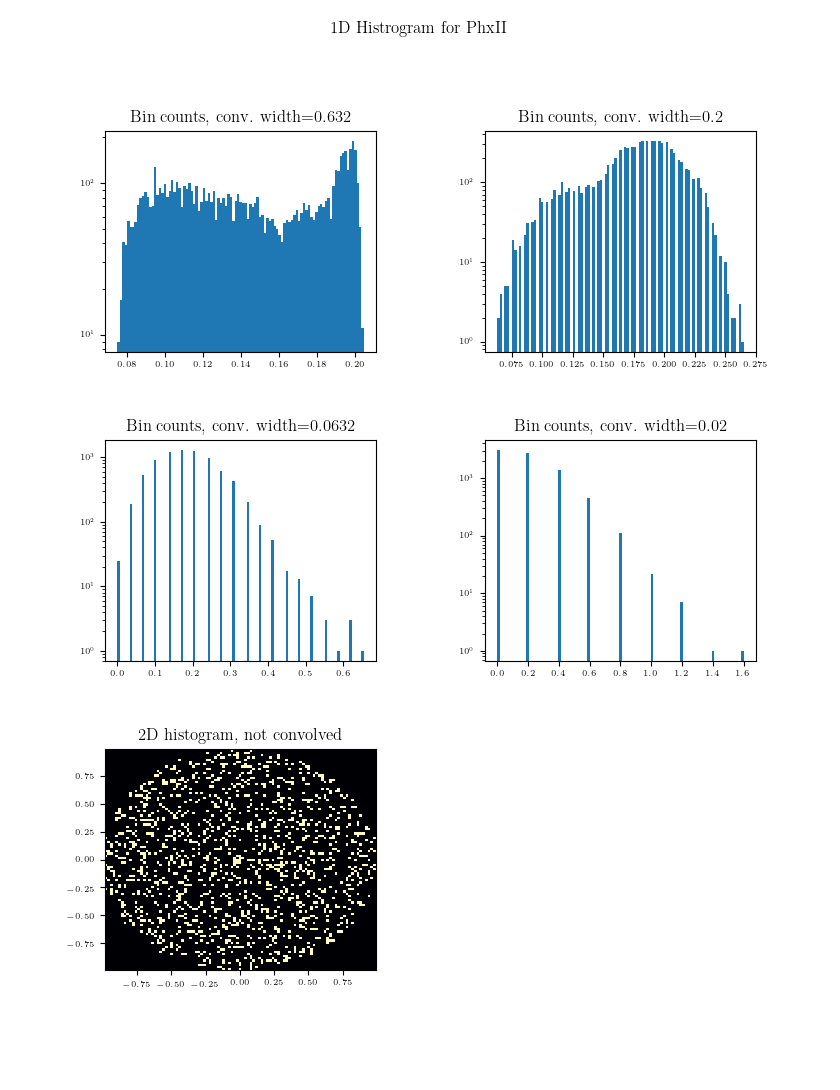 1D Histrogram for PhxII
Bin counts, conv. width=0.632
10²
10¹
0.08 0.10 0.12 0.14 0.16 0.18 0.20
Bin counts, conv. width=0.2
10²
10¹
10⁰
0.075 0.100 0.125 0.150 0.175 0.200 0.225 0.250 0.275
Bin counts, conv. width=0.0632
10³
10²
10¹
10⁰
0.0 0.1 0.2 0.3 0.4 0.5 0.6
Bin counts, conv. width=0.02
10³
10²
10¹
10⁰
0.0 0.2 0.4 0.6 0.8 1.0 1.2 1.4 1.6
2D histogram, not convolved
0.75
0.50
0.25
0.00
−0.25
−0.50
−0.75
−0.75 −0.50 −0.25 0.00 0.25 0.50 0.75